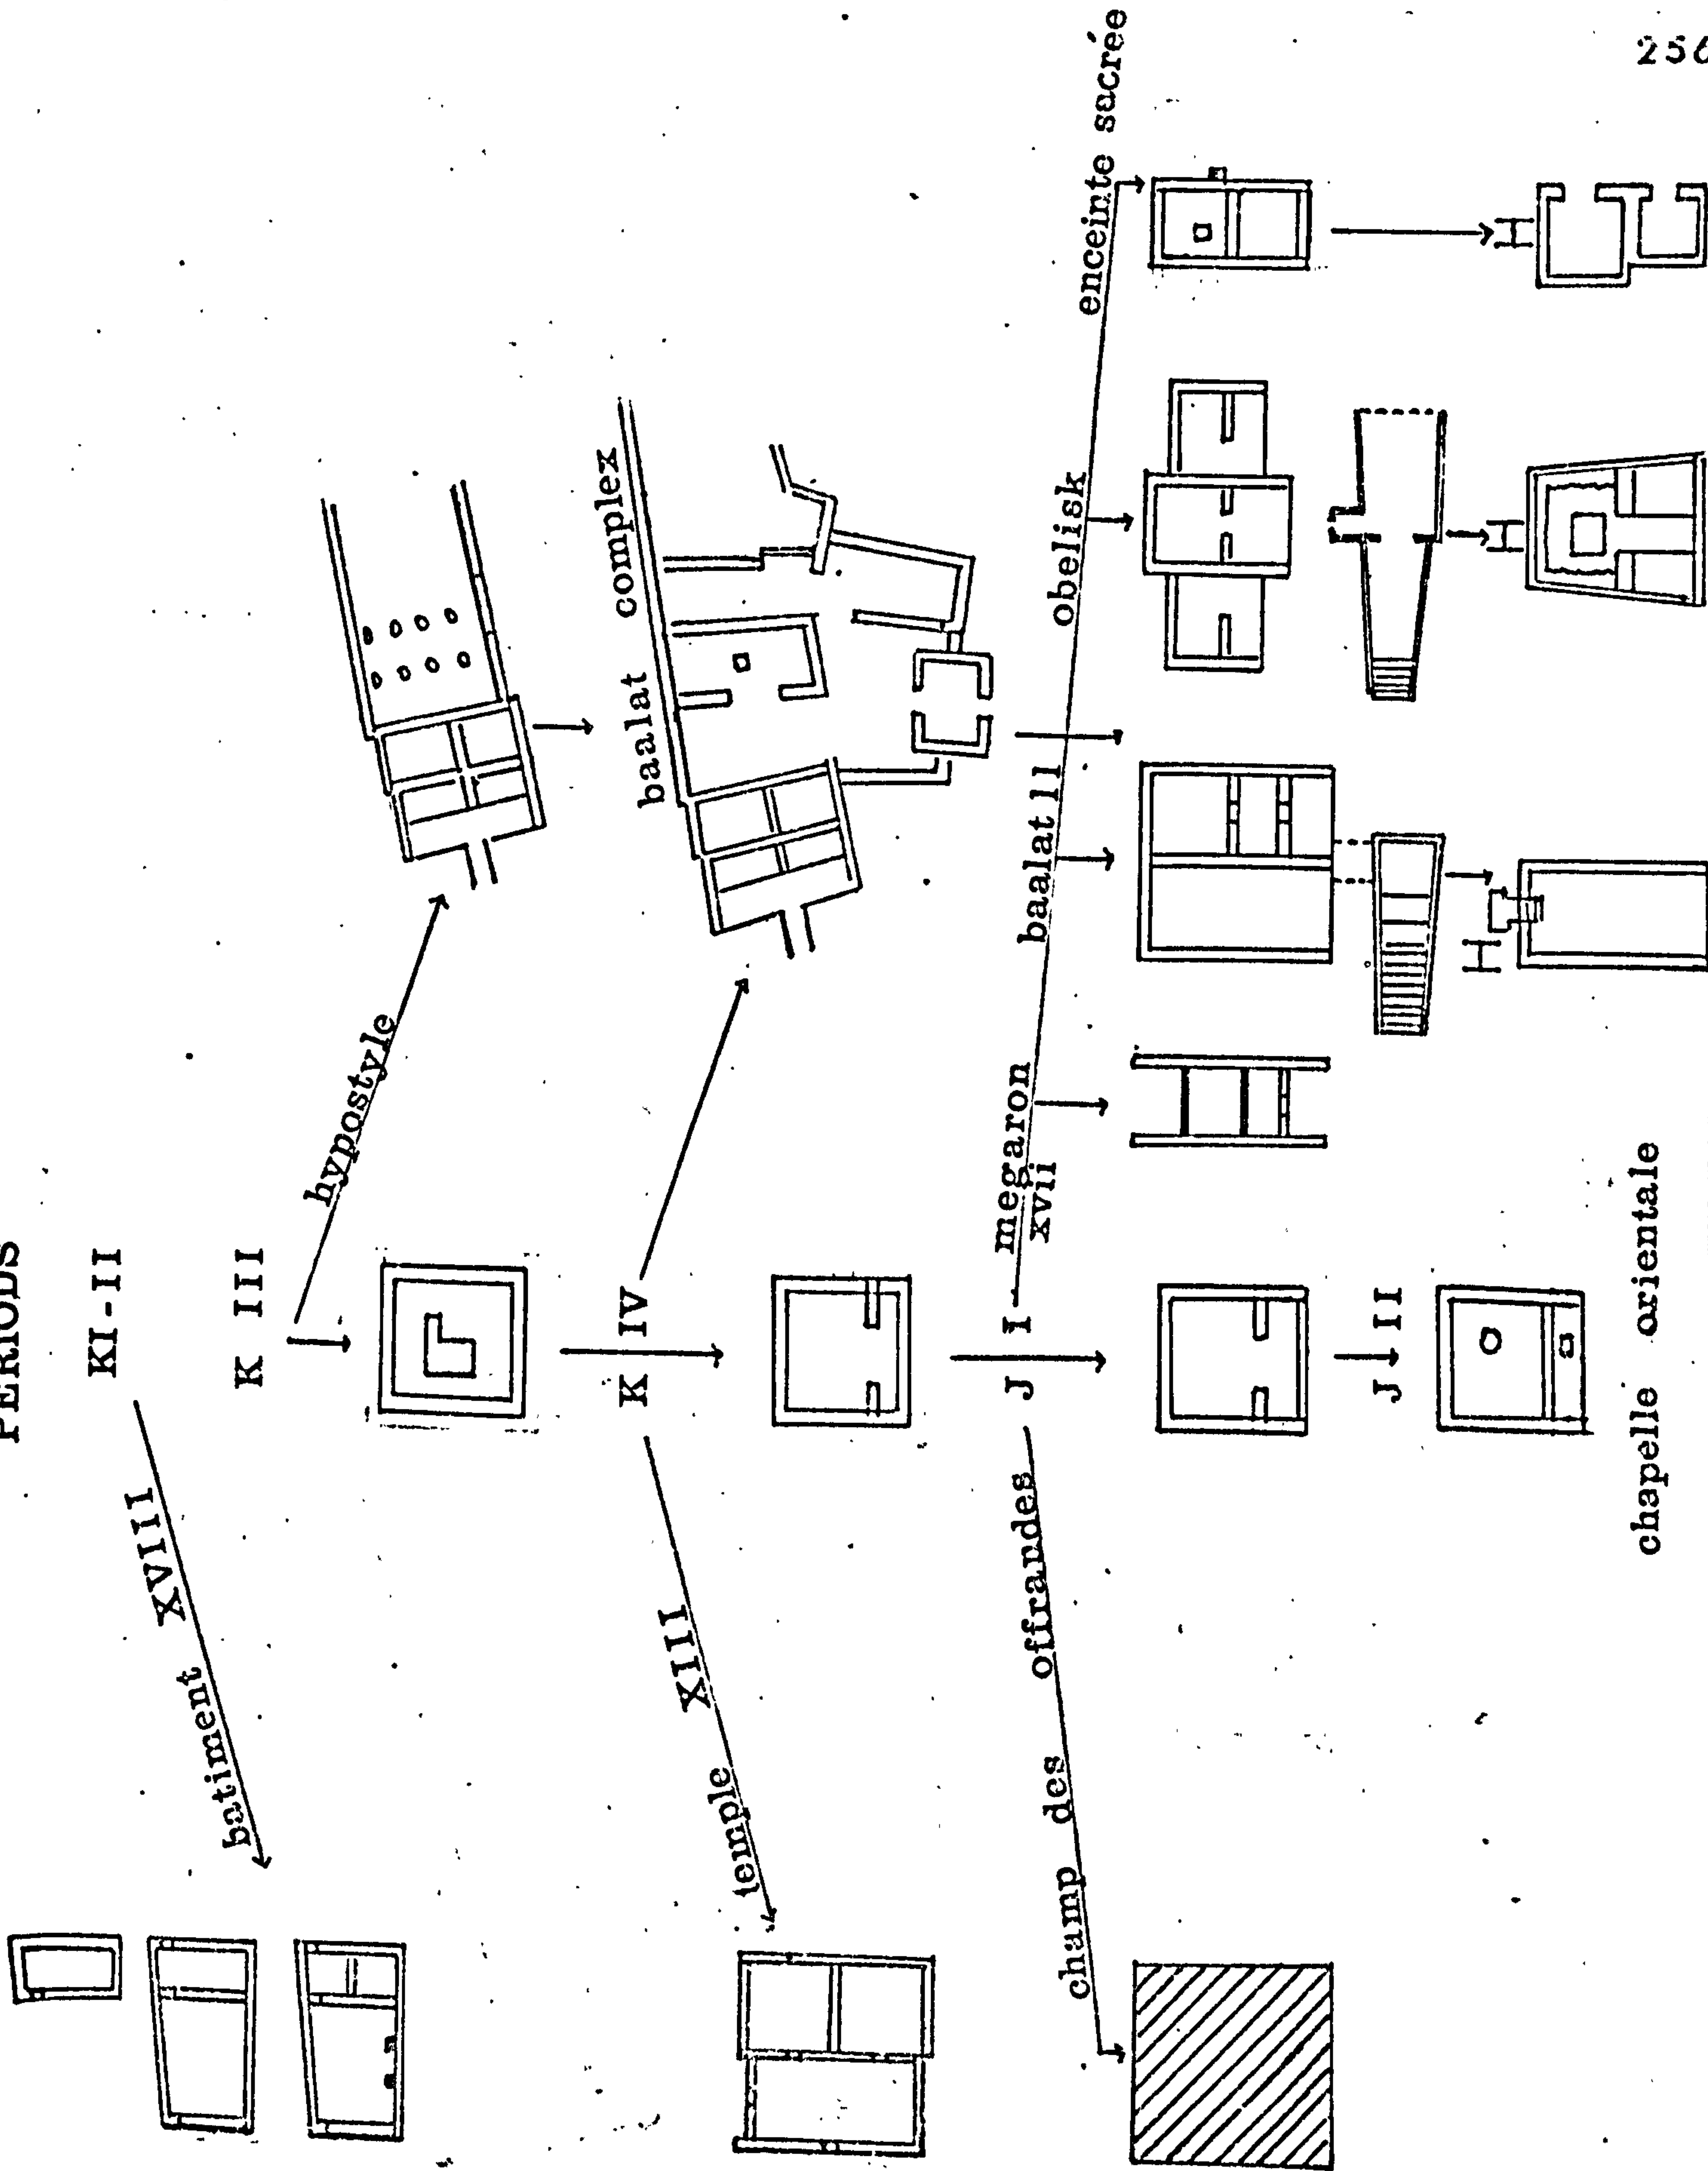 PERIODS
KI-II
batiment XVIII
K III
hypostyle
K IV
temple XIII
baalat complex
J I
champ des offrandes
megaron
xvii
baalat II
obelisk
enceinte sacrée
J II
H
H
H
chapelle orientale